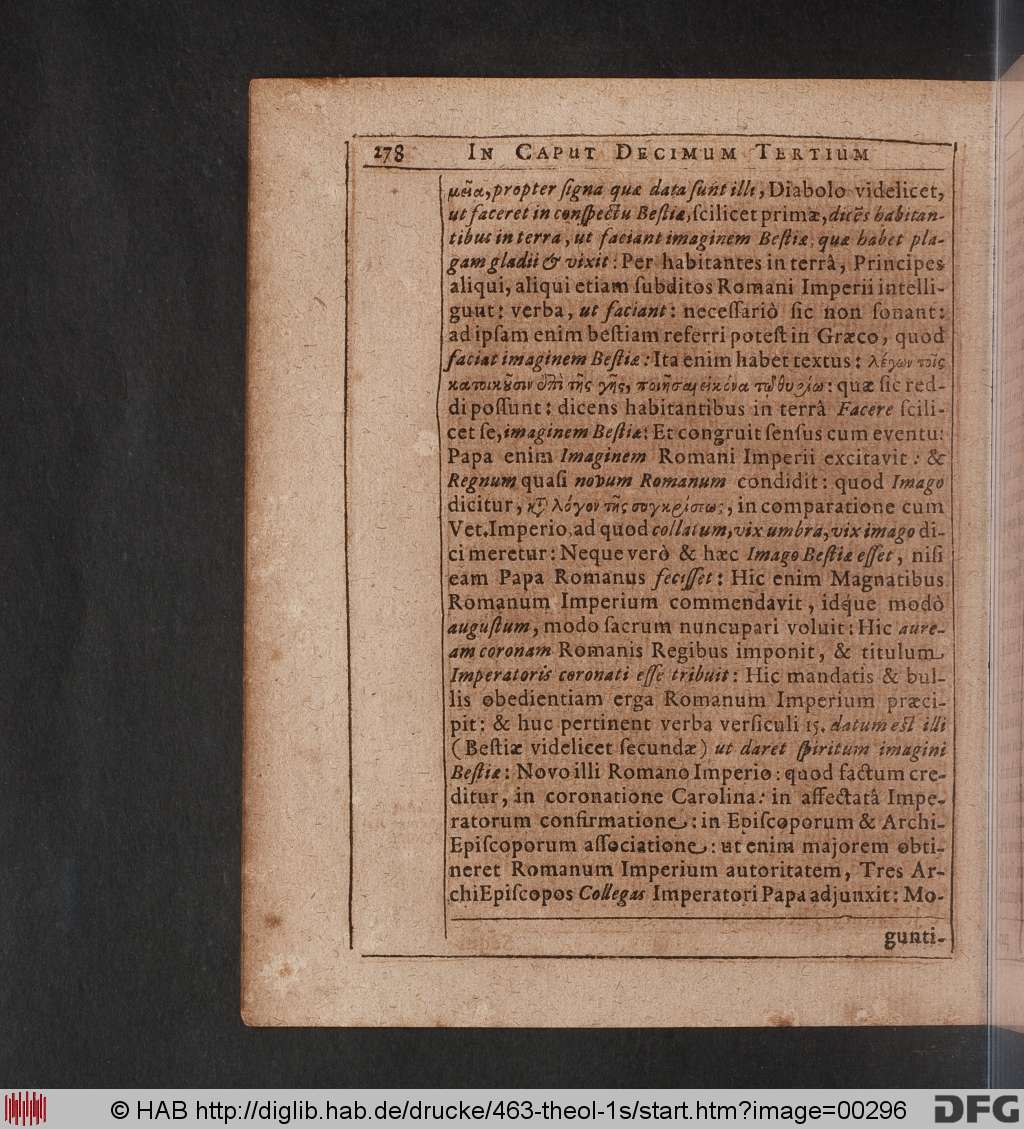 278 IN CAPUT DECIMUM TERTIUM
μεῖα, propter ſigna quæ data ſunt illi, Diabolo videlicet,
ut faceret in conſpectu Beſtiæ, ſcilicet primæ, dicẽs habitan-
tibus in terra, ut faciant imaginem Beſtiæ, quæ habet pla-
gam gladii & vixit: Per habitantes in terrâ, Principes
aliqui, aliqui etiam ſubditos Romani Imperii intelli-
gunt: verba, ut faciant: neceſſariò ſic non ſonant:
ad ipſam enim beſtiam referri poteſt in Græco, quod
faciat imaginem Beſtiæ: Ita enim habet textus: λέγων τοῖς
κατοικοῦσιν ἐπὶ τῆς γῆς, ποιῆσαι εἰκόνα τῷ θηρίῳ: quæ ſic red-
di poſſunt: dicens habitantibus in terrâ Facere ſcili-
cet ſe, imaginem Beſtiæ: Et congruit ſenſus cum eventu:
Papa enim Imaginem Romani Imperii excitavit: &
Regnum quaſi novum Romanum condidit: quod Imago
dicitur, κατὰ λόγον τῆς συγκρίσεως, in comparatione cum
Vet. Imperio, ad quod collatum, vix umbra, vix imago di-
ci meretur: Neque verò & hæc Imago Beſtiæ eſſet, niſi
eam Papa Romanus feciſſet: Hic enim Magnatibus
Romanum Imperium commendavit, idq́ue modò
auguſtum, modo ſacrum nuncupari voluit: Hic aure-
am coronam Romanis Regibus imponit, & titulum
Imperatoris coronati eſſe tribuit: Hic mandatis & bul-
lis obedientiam erga Romanum Imperium præci-
pit: & huc pertinent verba verſiculi 15. datum eſt illi
(Beſtiæ videlicet ſecundæ) ut daret ſpiritum imagini
Beſtiæ: Novo illi Romano Imperio: quod factum cre-
ditur, in coronatione Carolina: in affectatâ Impe-
ratorum confirmatione: in Epiſcoporum & Archi-
Epiſcoporum aſſociatione: ut enim majorem obti-
neret Romanum Imperium autoritatem, Tres Ar-
chiEpiſcopos Collegas Imperatori Papa adjunxit: Mo-
gunti-
© HAB http://diglib.hab.de/drucke/463-theol-1s/start.htm?image=00296
DFG